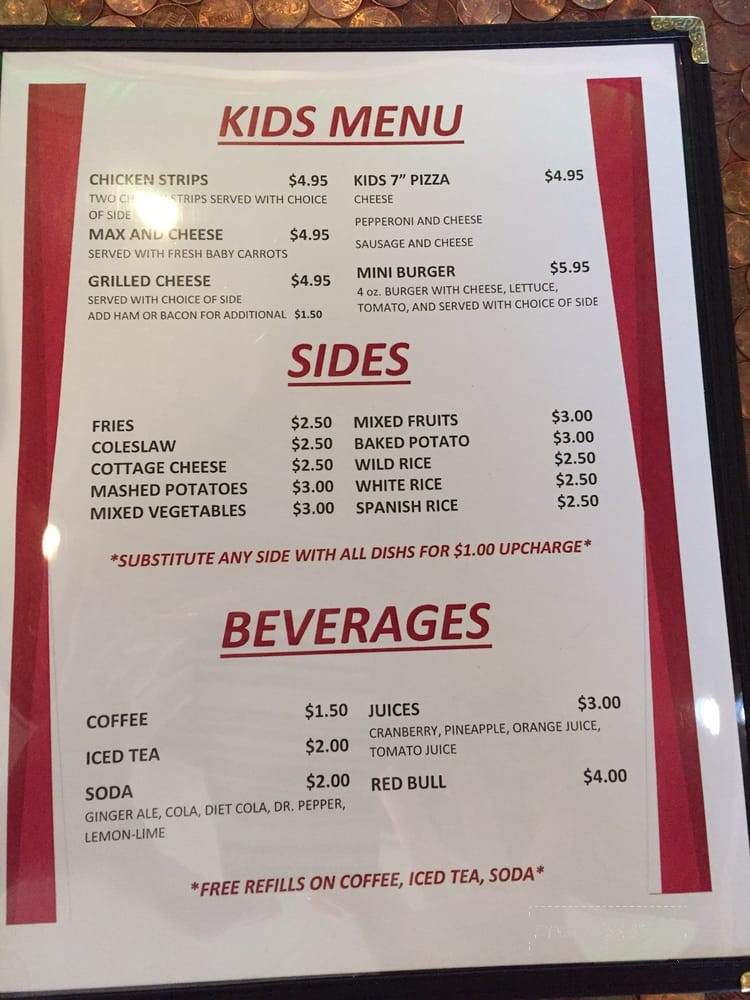 KIDS MENU
CHICKEN STRIPS $4.95
TWO STRIPS SERVED WITH CHOICE
OF SIDE
MAX AND CHEESE $4.95
SERVED WITH FRESH BABY CARROTS
GRILLED CHEESE $4.95
SERVED WITH CHOICE OF SIDE
ADD HAM OR BACON FOR ADDITIONAL $1.50
KIDS 7” PIZZA $4.95
CHEESE
PEPPERONI AND CHEESE
SAUSAGE AND CHEESE
MINI BURGER $5.95
4 oz. BURGER WITH CHEESE, LETTUCE,
TOMATO, AND SERVED WITH CHOICE OF SIDE
SIDES
FRIES $2.50
COLESLAW $2.50
COTTAGE CHEESE $2.50
MASHED POTATOES $3.00
MIXED VEGETABLES $3.00
MIXED FRUITS $3.00
BAKED POTATO $3.00
WILD RICE $2.50
WHITE RICE $2.50
SPANISH RICE $2.50
*SUBSTITUTE ANY SIDE WITH ALL DISHS FOR $1.00 UPCHARGE*
BEVERAGES
COFFEE $1.50
ICED TEA $2.00
SODA $2.00
GINGER ALE, COLA, DIET COLA, DR. PEPPER,
LEMON-LIME
JUICES $3.00
CRANBERRY, PINEAPPLE, ORANGE JUICE,
TOMATO JUICE
RED BULL $4.00
*FREE REFILLS ON COFFEE, ICED TEA, SODA*